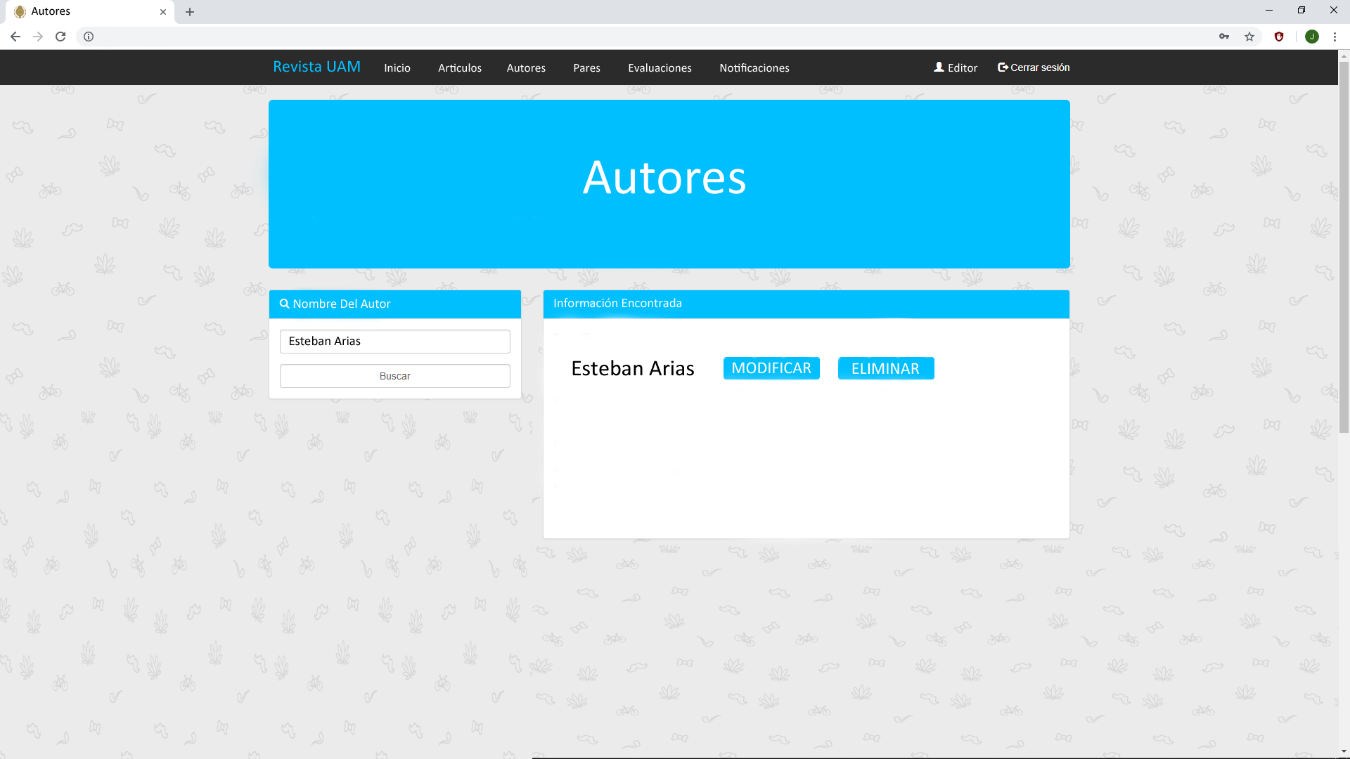 Autores
Revista UAM Inicio Articulos Autores Pares Evaluaciones Notificaciones Editor Cerrar sesión
Autores
Nombre Del Autor
Esteban Arias
Buscar
Información Encontrada
Esteban Arias MODIFICAR ELIMINAR
J